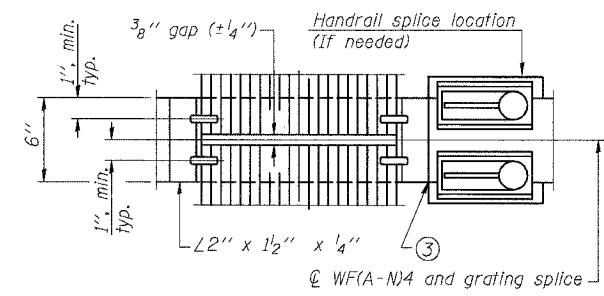 3/8" gap (±1/4")
Handrail splice location
(If needed)
1", min.
typ.
6"
1", min.
typ.
∠2" x 1 1/2" x 1/4"
3
℄ WF(A-N)4 and grating splice